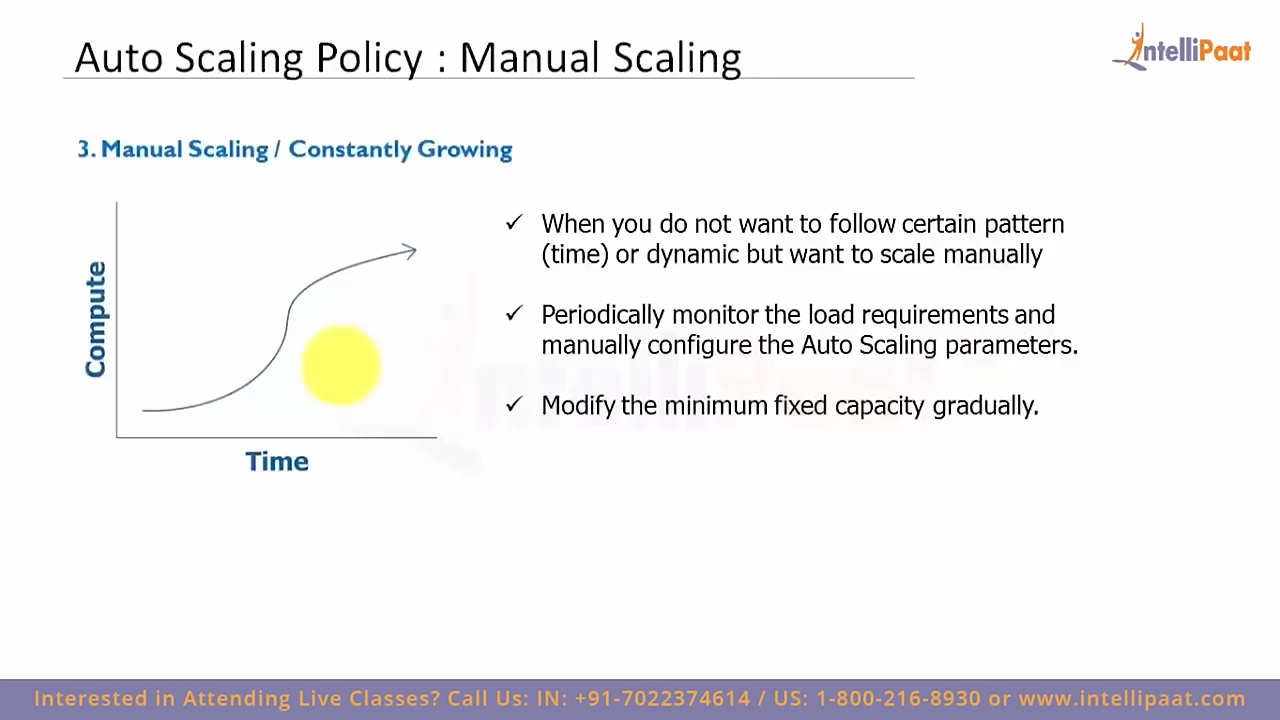 Auto Scaling Policy : Manual Scaling
IntelliPaat
3. Manual Scaling / Constantly Growing
Compute
Time
✓ When you do not want to follow certain pattern
(time) or dynamic but want to scale manually
✓ Periodically monitor the load requirements and
manually configure the Auto Scaling parameters.
✓ Modify the minimum fixed capacity gradually.
IntelliPaat
Interested in Attending Live Classes? Call Us: IN: +91-7022374614 / US: 1-800-216-8930 or www.intellipaat.com